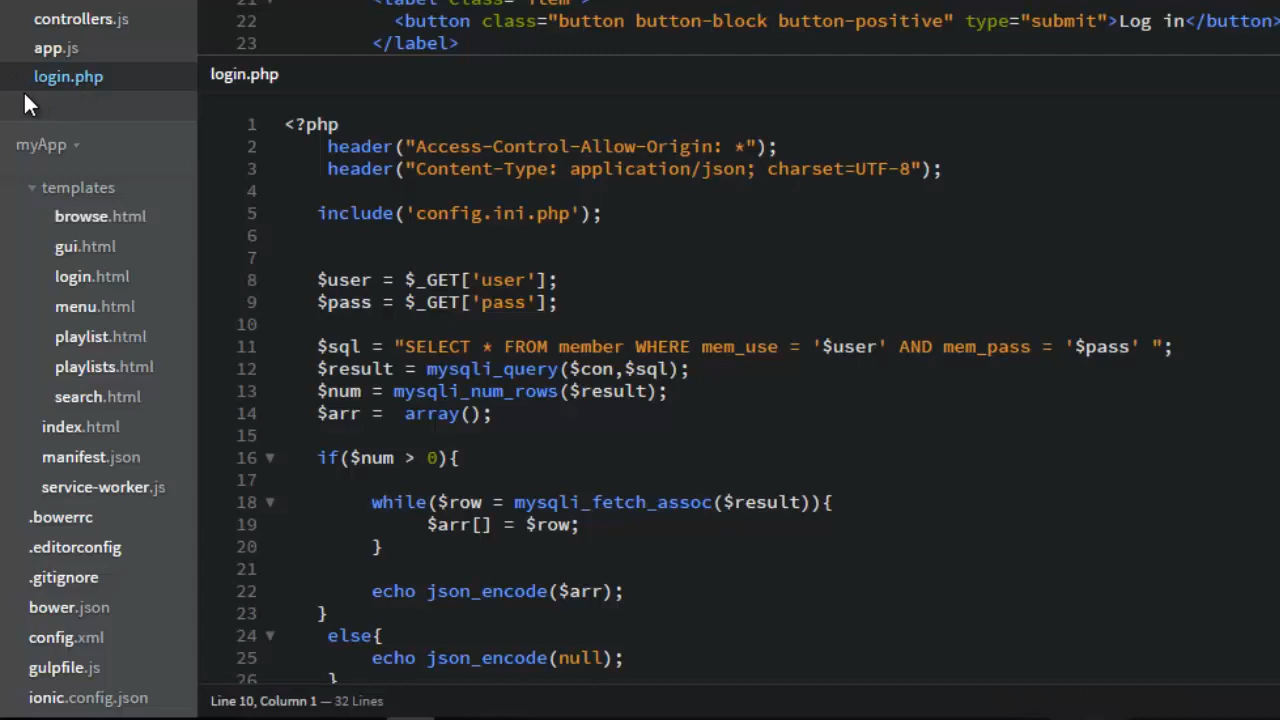 controllers.js
app.js
login.php
myApp
templates
browse.html
gui.html
login.html
menu.html
playlist.html
playlists.html
search.html
index.html
manifest.json
service-worker.js
.bowerrc
.editorconfig
.gitignore
bower.json
config.xml
gulpfile.js
ionic.config.json
22 <button class="button button-block button-positive" type="submit">Log in</button>
23 </label>
login.php
1 <?php
2 header("Access-Control-Allow-Origin: *");
3 header("Content-Type: application/json; charset=UTF-8");
4
5 include('config.ini.php');
6
7
8 $user = $_GET['user'];
9 $pass = $_GET['pass'];
10
11 $sql = "SELECT * FROM member WHERE mem_use = '$user' AND mem_pass = '$pass' ";
12 $result = mysqli_query($con,$sql);
13 $num = mysqli_num_rows($result);
14 $arr =  array();
15
16 if($num > 0){
17
18 while($row = mysqli_fetch_assoc($result)){
19 $arr[] = $row;
20 }
21
22 echo json_encode($arr);
23 }
24 else{
25 echo json_encode(null);
26 }
Line 10, Column 1 — 32 Lines